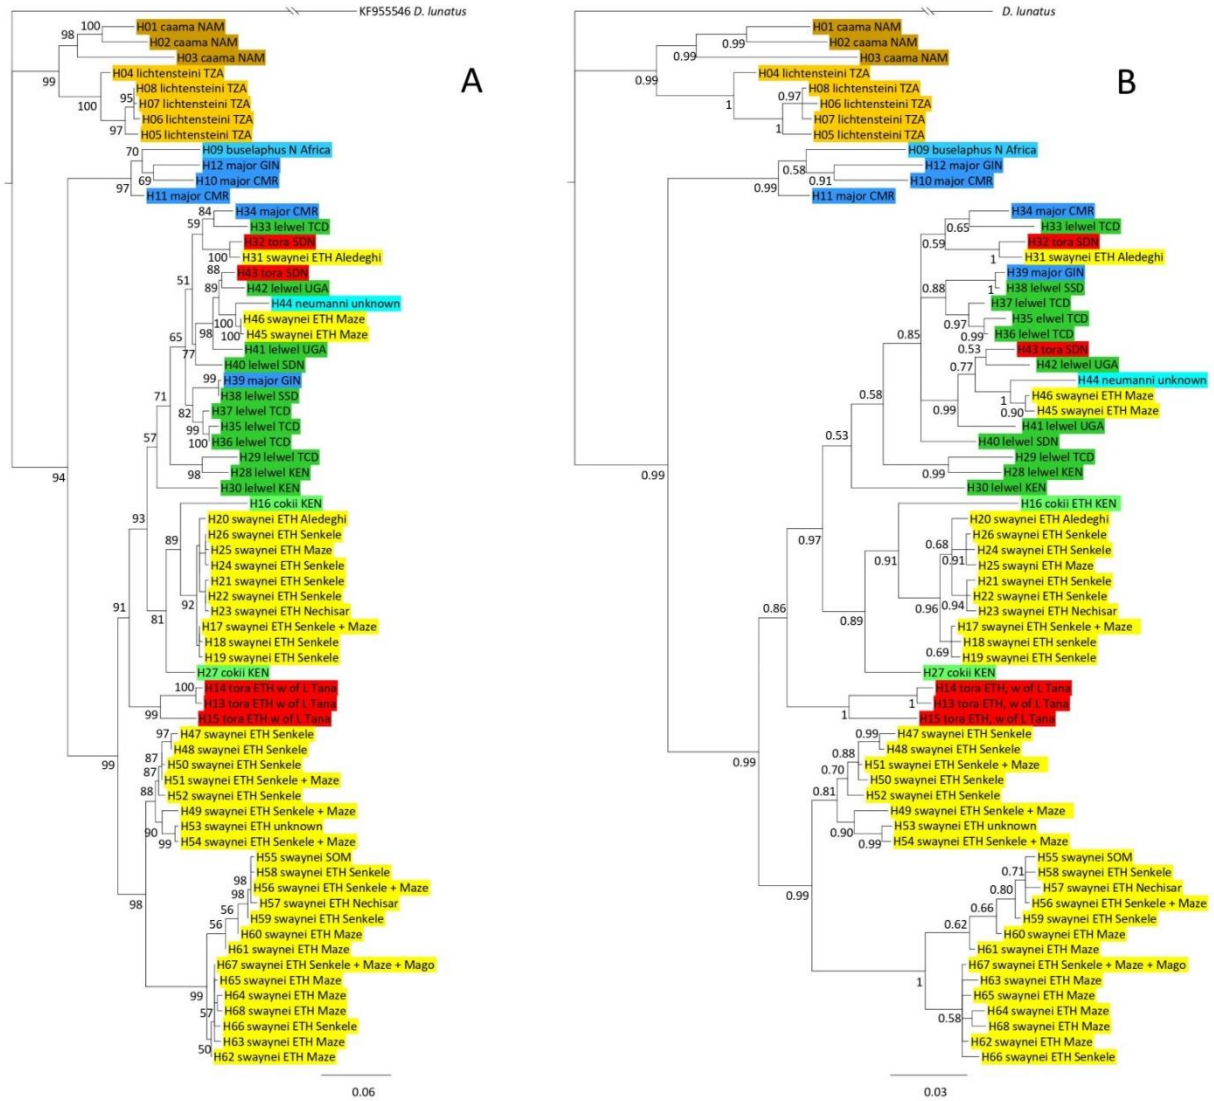 KF955546 D. lunatus
100
H01 caama NAM
98
H02 caama NAM
H03 caama NAM
99
H04 lichtensteini TZA
H08 lichtensteini TZA
95
100
H07 lichtensteini TZA
H06 lichtensteini TZA
97
H05 lichtensteini TZA
A
70
H09 buselaphus N Africa
H12 major GIN
69
H10 major CMR
97
H11 major CMR
84
H34 major CMR
59
H33 lelwel TCD
H32 tora SDN
100
H31 swaynei ETH Aledeghi
88
H43 tora SDN
51
89
H42 lelwel UGA
H44 neumanni unknown
100
H46 swaynei ETH Maze
65
98
100
H45 swaynei ETH Maze
77
H41 lelwel UGA
H40 lelwel SDN
99
H39 major GIN
71
H38 lelwel SSD
82
H37 lelwel TCD
99
H35 lelwel TCD
57
100
H36 lelwel TCD
H29 lelwel TCD
98
H28 lelwel KEN
94
H30 lelwel KEN
H16 cokii KEN
93
H20 swaynei ETH Aledeghi
H26 swaynei ETH Senkele
89
H25 swaynei ETH Maze
H24 swaynei ETH Senkele
H21 swaynei ETH Senkele
H22 swaynei ETH Senkele
92
91
H23 swaynei ETH Nechisar
81
H17 swaynei ETH Senkele + Maze
H18 swaynei ETH Senkele
H19 swaynei ETH Senkele
H27 cokii KEN
100
H14 tora ETH w of L Tana
H13 tora ETH w of L Tana
99
H15 tora ETH w of L Tana
97
H47 swaynei ETH Senkele
H48 swaynei ETH Senkele
87
99
H50 swaynei ETH Senkele
87
H51 swaynei ETH Senkele + Maze
88
H52 swaynei ETH Senkele
H49 swaynei ETH Senkele + Maze
90
H53 swaynei ETH unknown
99
H54 swaynei ETH Senkele + Maze
H55 swaynei SOM
H58 swaynei ETH Senkele
98
H56 swaynei ETH Senkele + Maze
98
98
H57 swaynei ETH Nechisar
56
H59 swaynei ETH Senkele
56
H60 swaynei ETH Maze
H61 swaynei ETH Maze
H67 swaynei ETH Senkele + Maze + Mago
H65 swaynei ETH Maze
99
H64 swaynei ETH Maze
57
H68 swaynei ETH Maze
H66 swaynei ETH Senkele
H63 swaynei ETH Maze
50
H62 swaynei ETH Maze
0.06
D. lunatus
H01 caama NAM
0.99
H02 caama NAM
0.99
H03 caama NAM
0.99
H04 lichtensteini TZA
H08 lichtensteini TZA
0.97
1
H06 lichtensteini TZA
H07 lichtensteini TZA
1
H05 lichtensteini TZA
B
H09 buselaphus N Africa
0.58
H12 major GIN
0.91
H10 major CMR
0.99
H11 major CMR
H34 major CMR
0.65
H33 lelwel TCD
0.59
H32 tora SDN
1
H31 swaynei ETH Aledeghi
H39 major GIN
0.88
1
H38 lelwel SSD
H37 lelwel TCD
0.97
H35 elwel TCD
0.85
0.99
H36 lelwel TCD
0.53
H43 tora SDN
0.77
H42 lelwel UGA
H44 neumanni unknown
1
H46 swaynei ETH Maze
0.58
0.99
0.90
H45 swaynei ETH Maze
H41 lelwel UGA
0.53
H40 lelwel SDN
H29 lelwel TCD
0.99
0.99
H28 lelwel KEN
H30 lelwel KEN
H16 cokii ETH KEN
H20 swaynei ETH Aledeghi
H26 swaynei ETH Senkele
0.97
0.68
H24 swaynei ETH Senkele
0.91
0.91
H25 swayni ETH Maze
H21 swaynei ETH Senkele
H22 swaynei ETH Senkele
0.86
0.96
0.94
H23 swaynei ETH Nechisar
0.89
H17 swaynei ETH Senkele + Maze
H18 swaynei ETH senkele
0.69
H19 swaynei ETH Senkele
H27 cokii KEN
H14 tora ETH, w of L Tana
1
H13 tora ETH, w of L Tana
1
H15 tora ETH, w of L Tana
0.99
H47 swaynei ETH Senkele
0.88
H48 swaynei ETH Senkele
0.99
0.70
H51 swaynei ETH Senkele + Maze
H50 swaynei ETH Senkele
0.81
H52 swaynei ETH Senkele
H49 swaynei ETH Senkele + Maze
0.90
H53 swaynei ETH unknown
0.99
H54 swaynei ETH Senkele + Maze
H55 swaynei SOM
0.71
H58 swaynei ETH Senkele
0.80
H57 swaynei ETH Nechisar
0.99
0.66
H56 swaynei ETH Senkele + Maze
H59 swaynei ETH Senkele
0.62
H60 swaynei ETH Maze
H61 swaynei ETH Maze
H67 swaynei ETH Senkele + Maze + Mago
1
H63 swaynei ETH Maze
H65 swaynei ETH Maze
H64 swaynei ETH Maze
0.58
H68 swaynei ETH Maze
H62 swaynei ETH Maze
H66 swaynei ETH Senkele
0.03